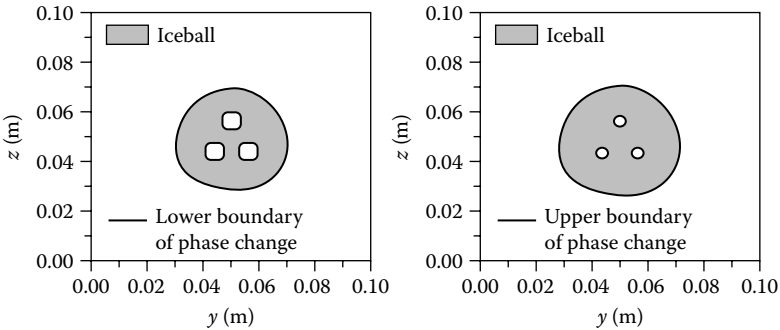 0.10
0.08
0.06
0.04
0.02
0.00
z (m)
Iceball
Lower boundary
of phase change
0.00 0.02 0.04 0.06 0.08 0.10
y (m)
0.10
0.08
0.06
0.04
0.02
0.00
z (m)
Iceball
Upper boundary
of phase change
0.00 0.02 0.04 0.06 0.08 0.10
y (m)